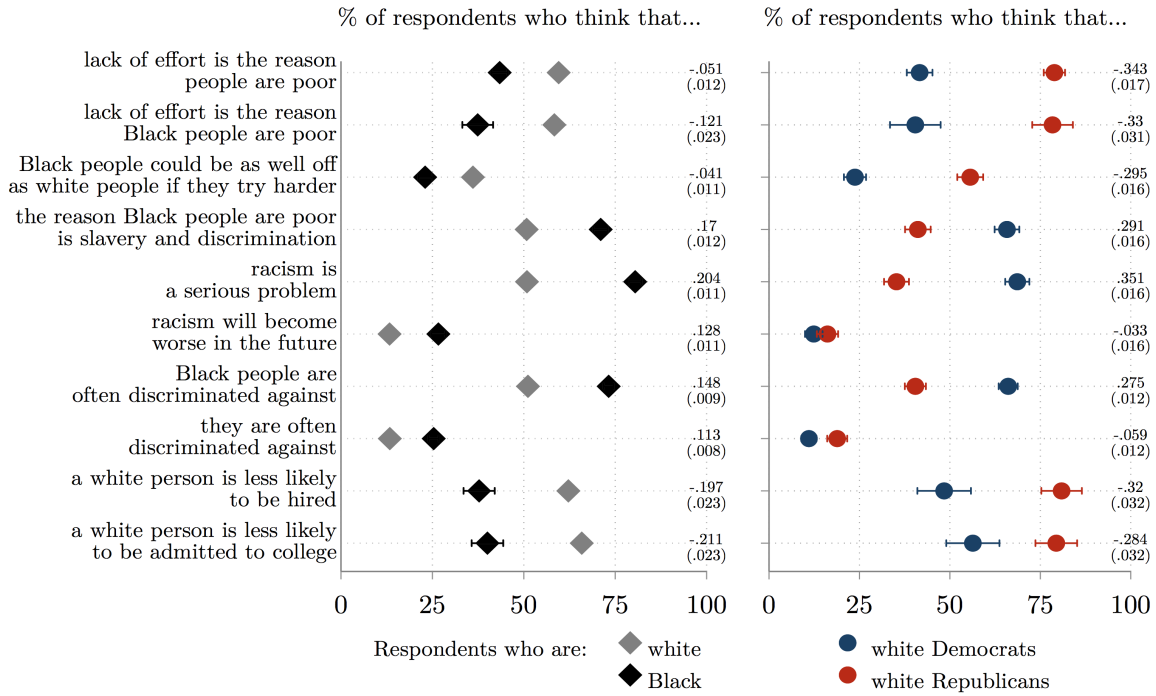 % of respondents who think that...
% of respondents who think that...
lack of effort is the reason
people are poor
-.051
(.012)
-.343
(.017)
lack of effort is the reason
Black people are poor
-.121
(.023)
-.33
(.031)
Black people could be as well off
as white people if they try harder
-.041
(.011)
-.295
(.016)
the reason Black people are poor
is slavery and discrimination
.17
(.012)
.291
(.016)
racism is
a serious problem
.204
(.011)
.351
(.016)
racism will become
worse in the future
.128
(.011)
-.033
(.016)
Black people are
often discriminated against
.148
(.009)
.275
(.012)
they are often
discriminated against
.113
(.008)
-.059
(.012)
a white person is less likely
to be hired
-.197
(.023)
-.32
(.032)
a white person is less likely
to be admitted to college
-.211
(.023)
-.284
(.032)
0 25 50 75 100
0 25 50 75 100
Respondents who are:
white
Black
white Democrats
white Republicans